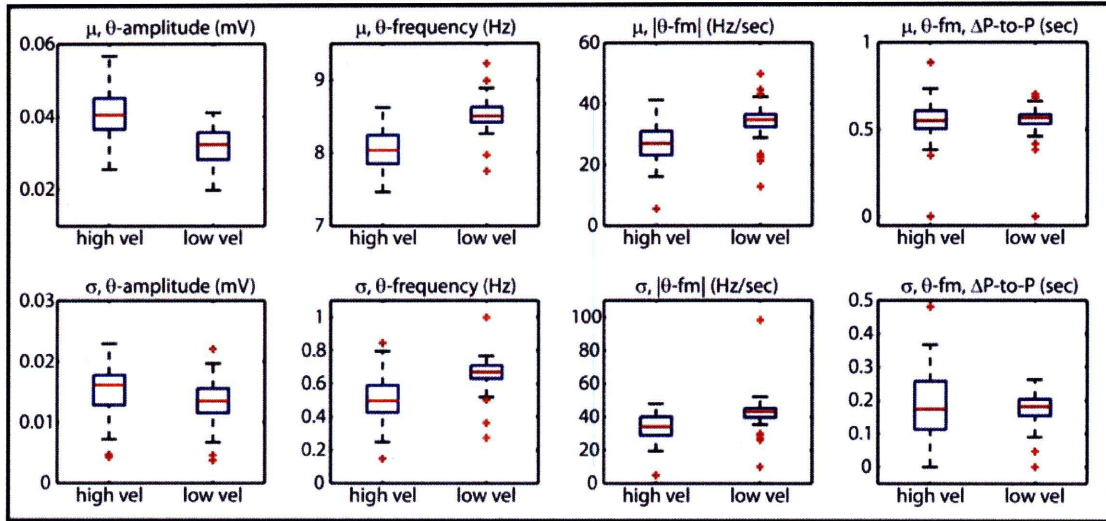 μ, θ-amplitude (mV)
0.06
0.04
0.02
high vel low vel
μ, θ-frequency (Hz)
9
8
7
high vel low vel
μ, |θ-fm| (Hz/sec)
60
40
20
0
high vel low vel
μ, θ-fm, ΔP-to-P (sec)
1
0.5
0
high vel low vel
σ, θ-amplitude (mV)
0.03
0.02
0.01
0
high vel low vel
σ, θ-frequency (Hz)
1
0.8
0.6
0.4
0.2
0
high vel low vel
σ, |θ-fm| (Hz/sec)
100
80
60
40
20
0
high vel low vel
σ, θ-fm, ΔP-to-P (sec)
0.5
0.4
0.3
0.2
0.1
0
high vel low vel